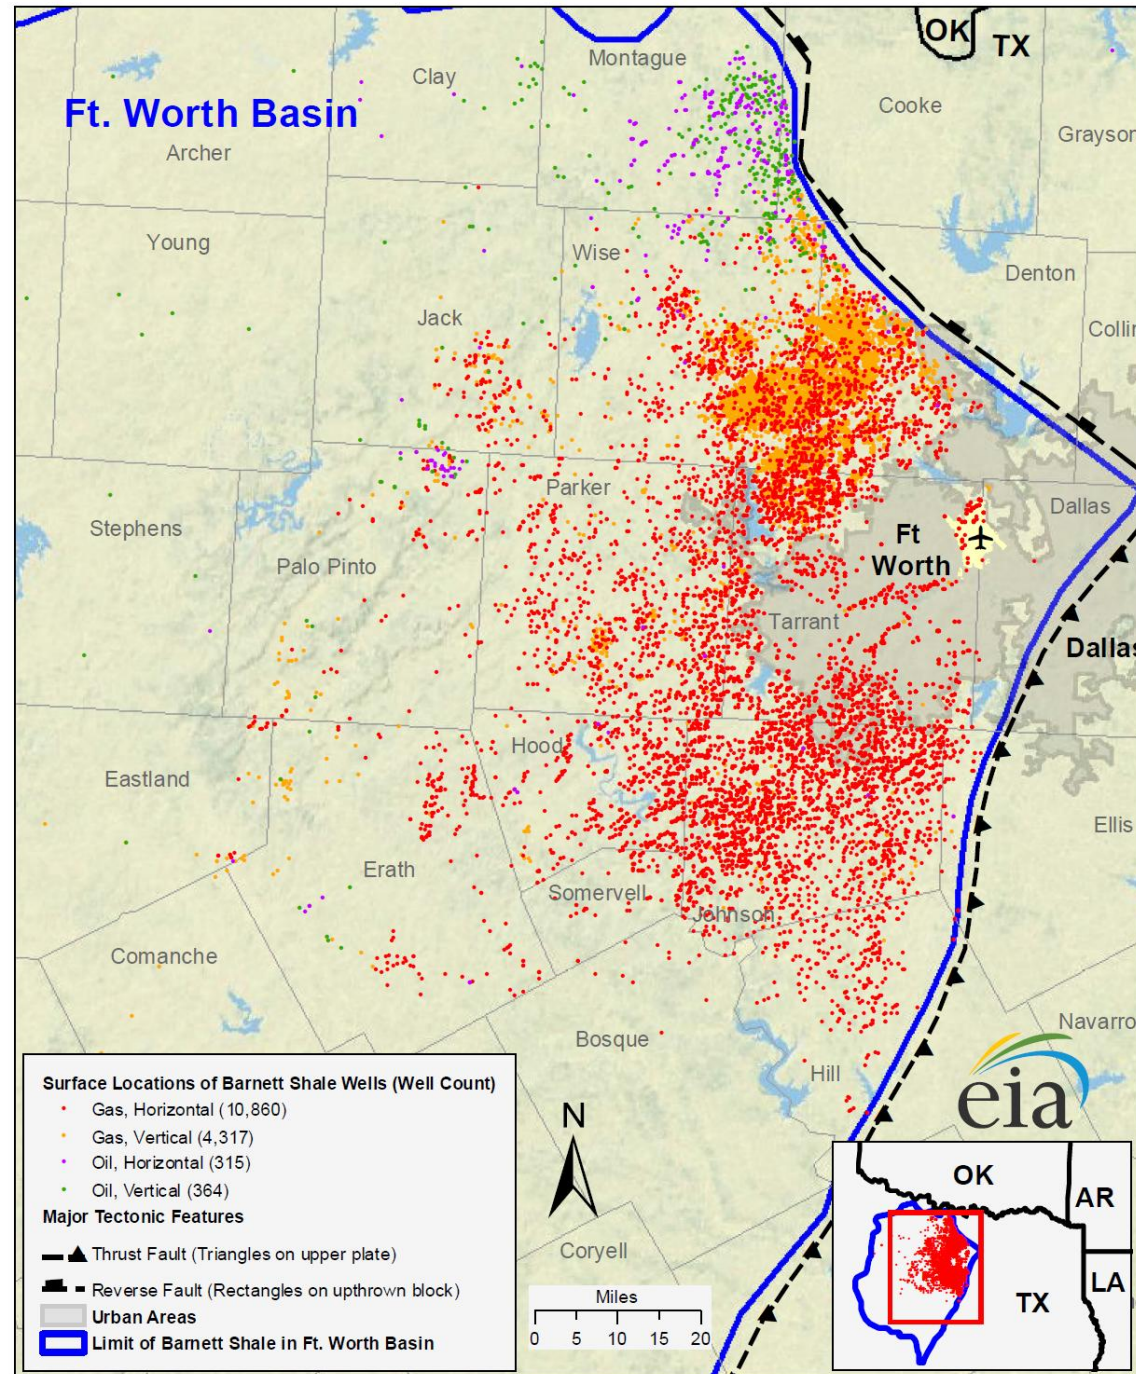 OK
TX
Montague
Clay
Cooke
Ft. Worth Basin
Grayson
Archer
Young
Wise
Denton
Jack
Collin
Parker
Stephens
Dallas
Ft
Worth
Palo Pinto
Tarrant
Dallas
Hood
Eastland
Ellis
Erath
Somervell
Johnson
Comanche
Navarro
Bosque
Hill
eia
Surface Locations of Barnett Shale Wells (Well Count)
Gas, Horizontal (10,860)
Gas, Vertical (4,317)
Oil, Horizontal (315)
Oil, Vertical (364)
Major Tectonic Features
Thrust Fault (Triangles on upper plate)
Reverse Fault (Rectangles on upthrown block)
Urban Areas
Limit of Barnett Shale in Ft. Worth Basin
N
Coryell
Miles
0 5 10 15 20
OK
AR
LA
TX